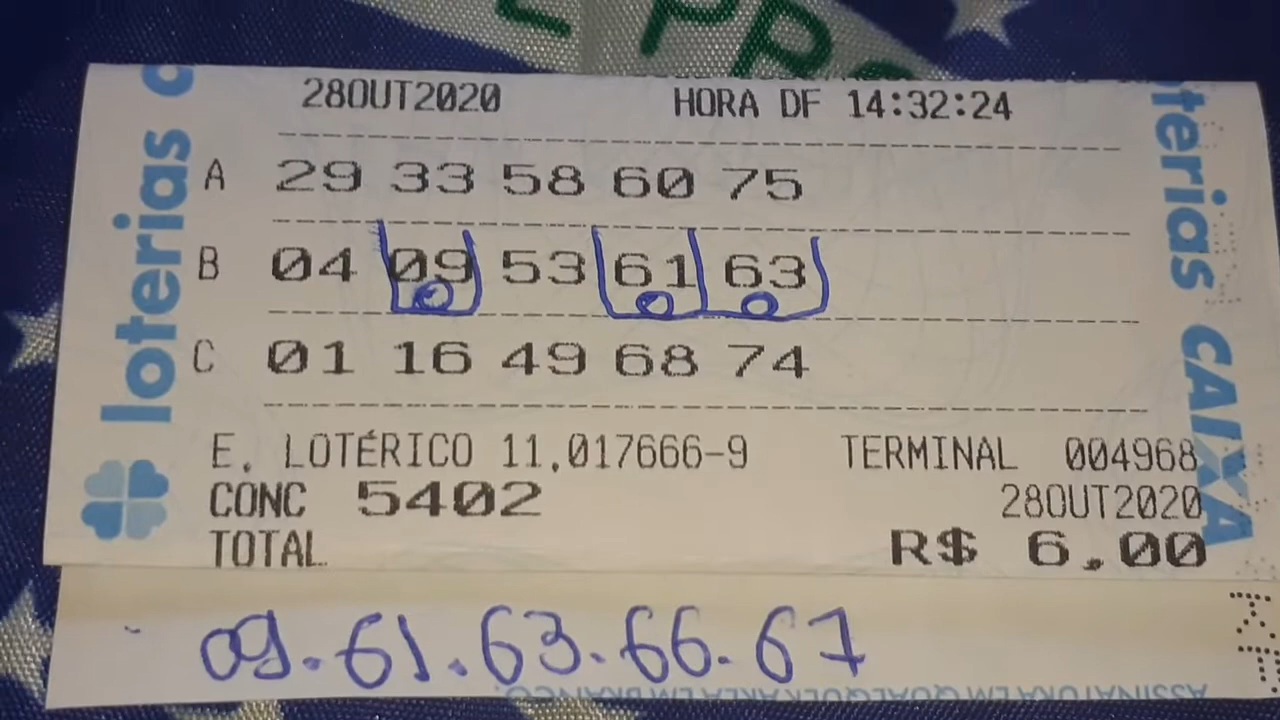 28OUT2020 HORA DF 14:32:24
A 29 33 58 60 75
B 04 09 53 61 63
C 01 16 49 68 74
E. LOTÉRICO 11.017666-9 TERMINAL 004968
CONC 5402 28OUT2020
TOTAL R$ 6,00
09.61.63.66.67
loterias
terias CAIXA